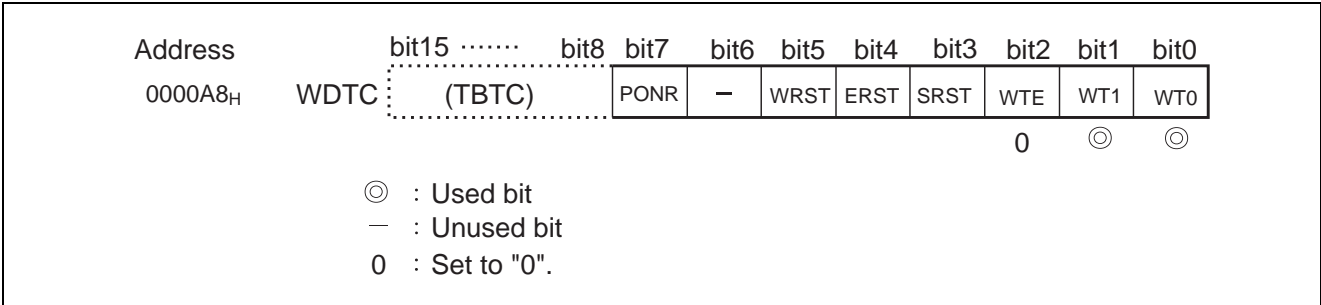 Address bit15 ······· bit8 bit7 bit6 bit5 bit4 bit3 bit2 bit1 bit0
0000A8H WDTC (TBTC) PONR – WRST ERST SRST WTE WT1 WT0
0 ◎ ◎
◎ : Used bit
– : Unused bit
0 : Set to "0".